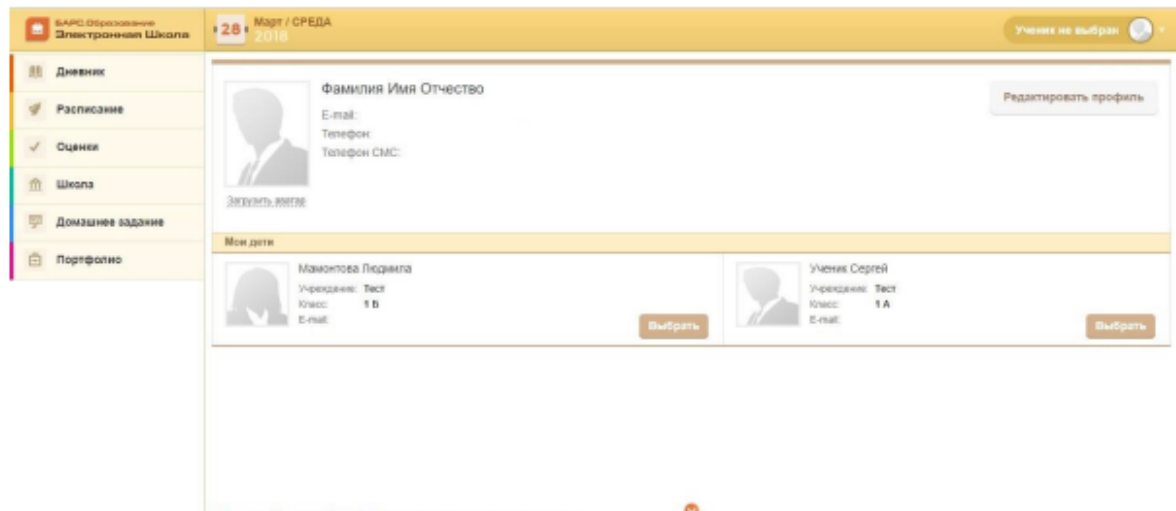 БАРС.Образование
Электронная Школа
28 Март / СРЕДА
2018
Ученик не выбран
Дневник
Расписание
Оценки
Школа
Домашнее задание
Портфолио
Фамилия Имя Отчество
E-mail:
Телефон:
Телефон СМС:
Загрузить аватар
Редактировать профиль
Мои дети
Мамонтова Людмила
Учреждение: Тест
Класс: 1 Б
E-mail:
Выбрать
Ученик Сергей
Учреждение: Тест
Класс: 1 А
E-mail:
Выбрать